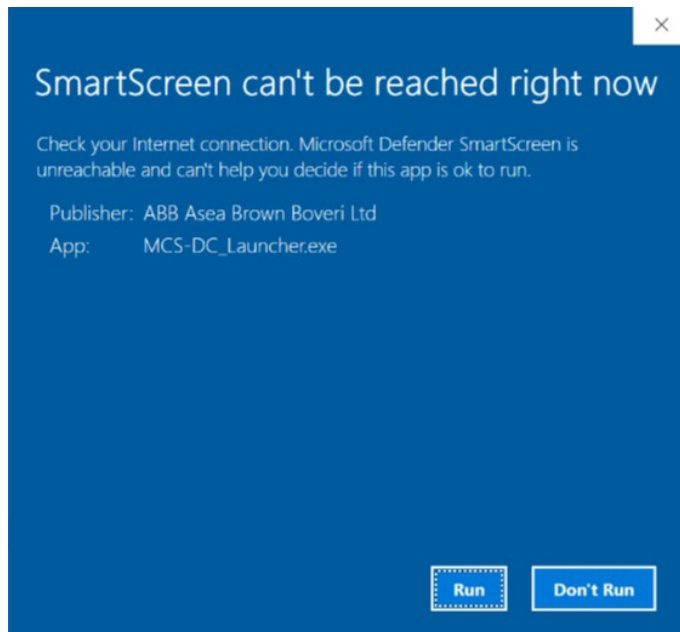 SmartScreen can't be reached right now
Check your Internet connection. Microsoft Defender SmartScreen is
unreachable and can't help you decide if this app is ok to run.
Publisher: ABB Asea Brown Boveri Ltd
App: MCS-DC_Launcher.exe
Run Don't Run